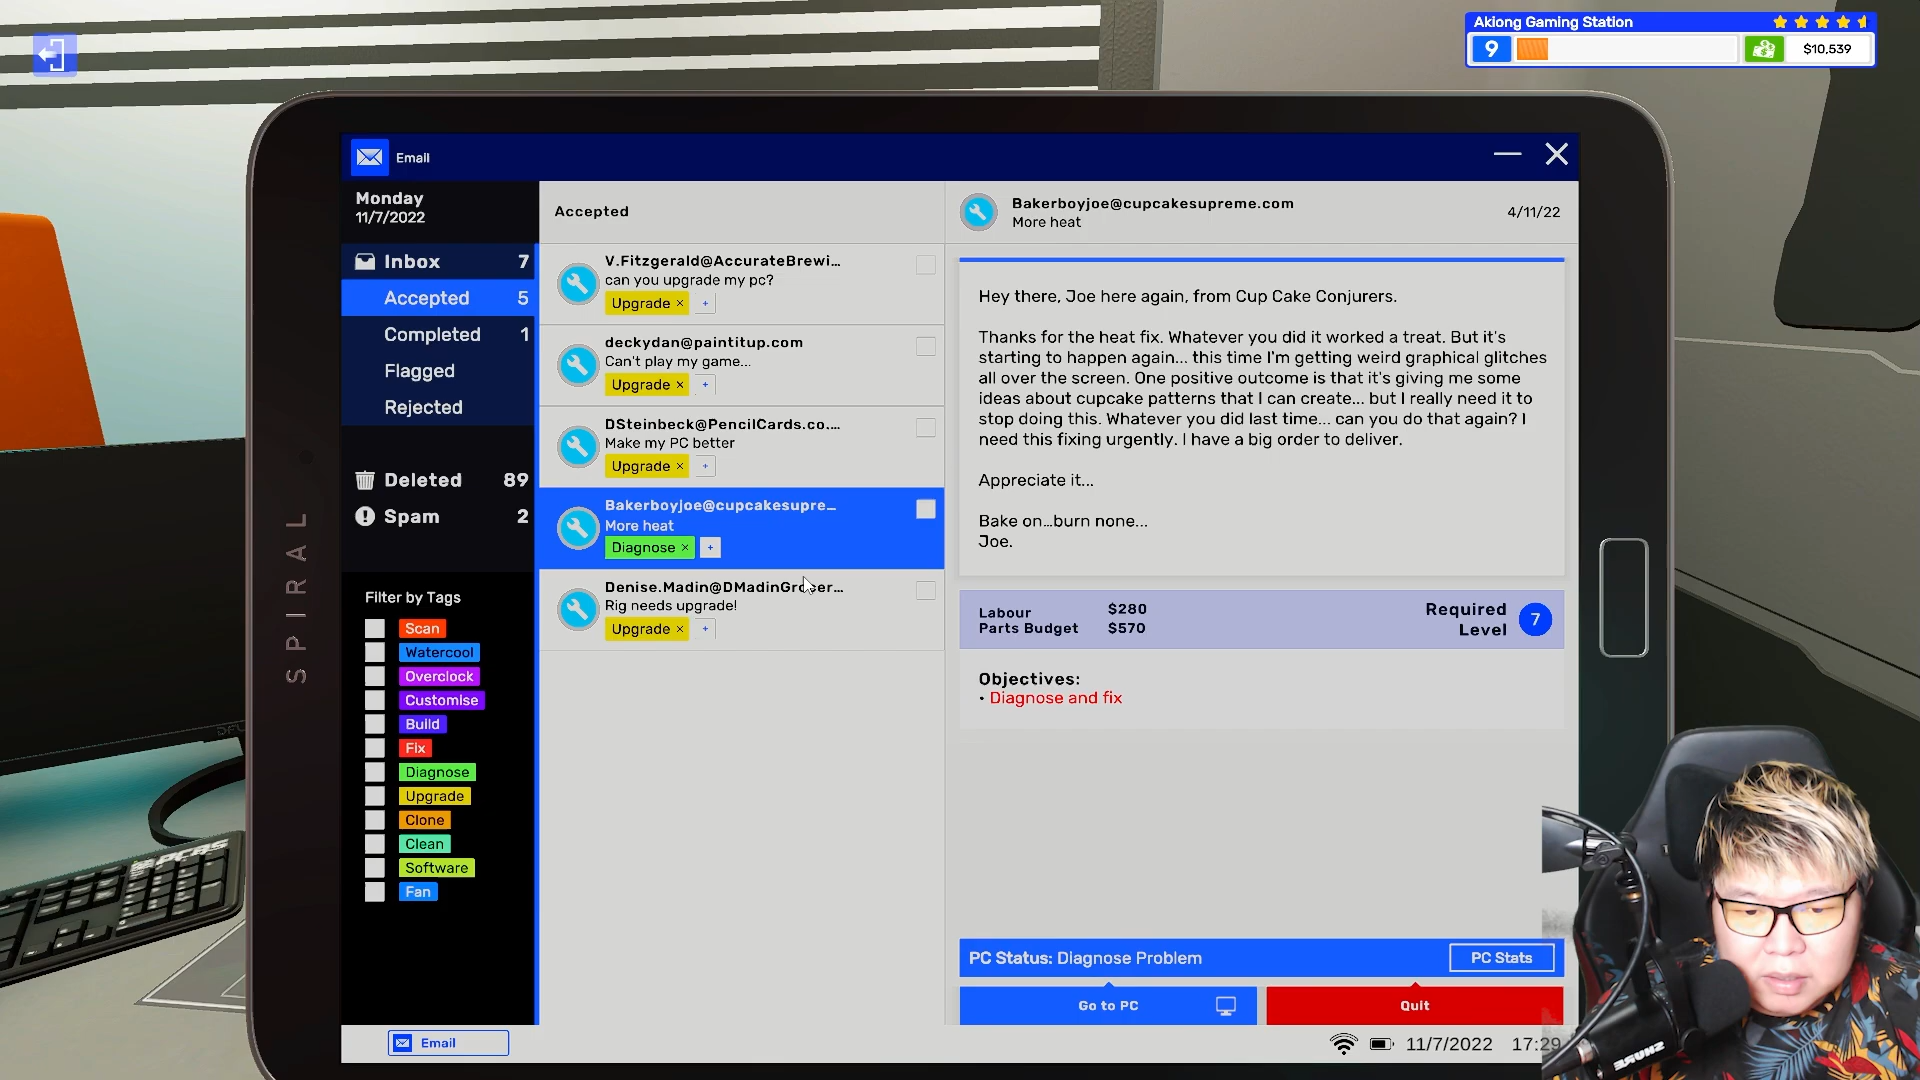 Akiong Gaming Station
9
$10,539
Email
Monday
11/7/2022
Inbox 7
Accepted 5
Completed 1
Flagged
Rejected
Deleted 89
Spam 2
Filter by Tags
Scan
Watercool
Overclock
Customise
Build
Fix
Diagnose
Upgrade
Clone
Clean
Software
Fan
Accepted
V.Fitzgerald@AccurateBrewi...
can you upgrade my pc?
Upgrade × +
deckydan@paintitup.com
Can't play my game...
Upgrade × +
DSteinbeck@PencilCards.co....
Make my PC better
Upgrade × +
Bakerboyjoe@cupcakesupre...
More heat
Diagnose × +
Denise.Madin@DMadinGrocer...
Rig needs upgrade!
Upgrade × +
Bakerboyjoe@cupcakesupreme.com
More heat
4/11/22
Hey there, Joe here again, from Cup Cake Conjurers.
Thanks for the heat fix. Whatever you did it worked a treat. But it's
starting to happen again... this time I'm getting weird graphical glitches
all over the screen. One positive outcome is that it's giving me some
ideas about cupcake patterns that I can create... but I really need it to
stop doing this. Whatever you did last time... can you do that again? I
need this fixing urgently. I have a big order to deliver.
Appreciate it...
Bake on...burn none...
Joe.
Labour $280
Parts Budget $570
Required
Level
7
Objectives:
• Diagnose and fix
PC Status: Diagnose Problem
PC Stats
Go to PC
Quit
Email
11/7/2022 17:29
SPIRAL
PCBS
SHURE